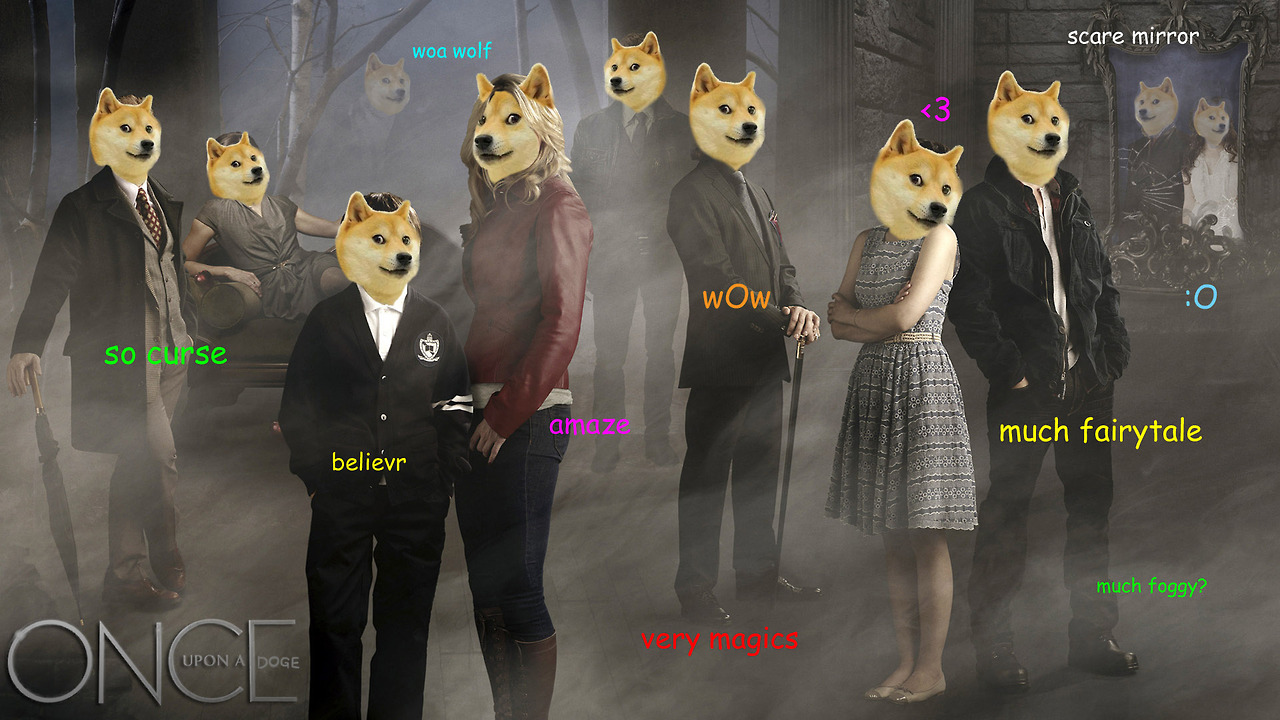 scare mirror
woa wolf
<3
wOw
:O
so curse
amaze
much fairytale
believr
much foggy?
very magics
ONCE
UPON A DOGE